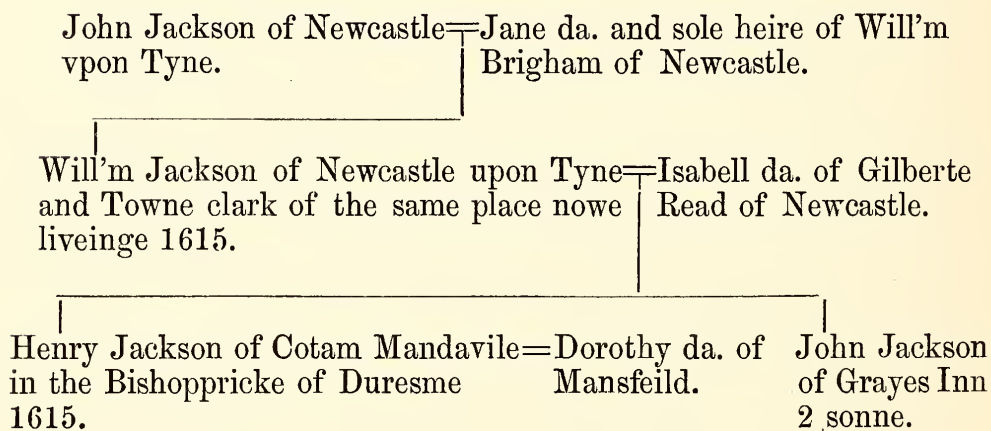 John Jackson of Newcastle=Jane da. and sole heire of Will'm
vpon Tyne. Brigham of Newcastle.
Will'm Jackson of Newcastle upon Tyne=Isabell da. of Gilberte
and Towne clark of the same place nowe Read of Newcastle.
liveinge 1615.
Henry Jackson of Cotam Mandavile=Dorothy da. of John Jackson
in the Bishoppricke of Duresme Mansfeild. of Grayes Inn
1615. 2 sonne.